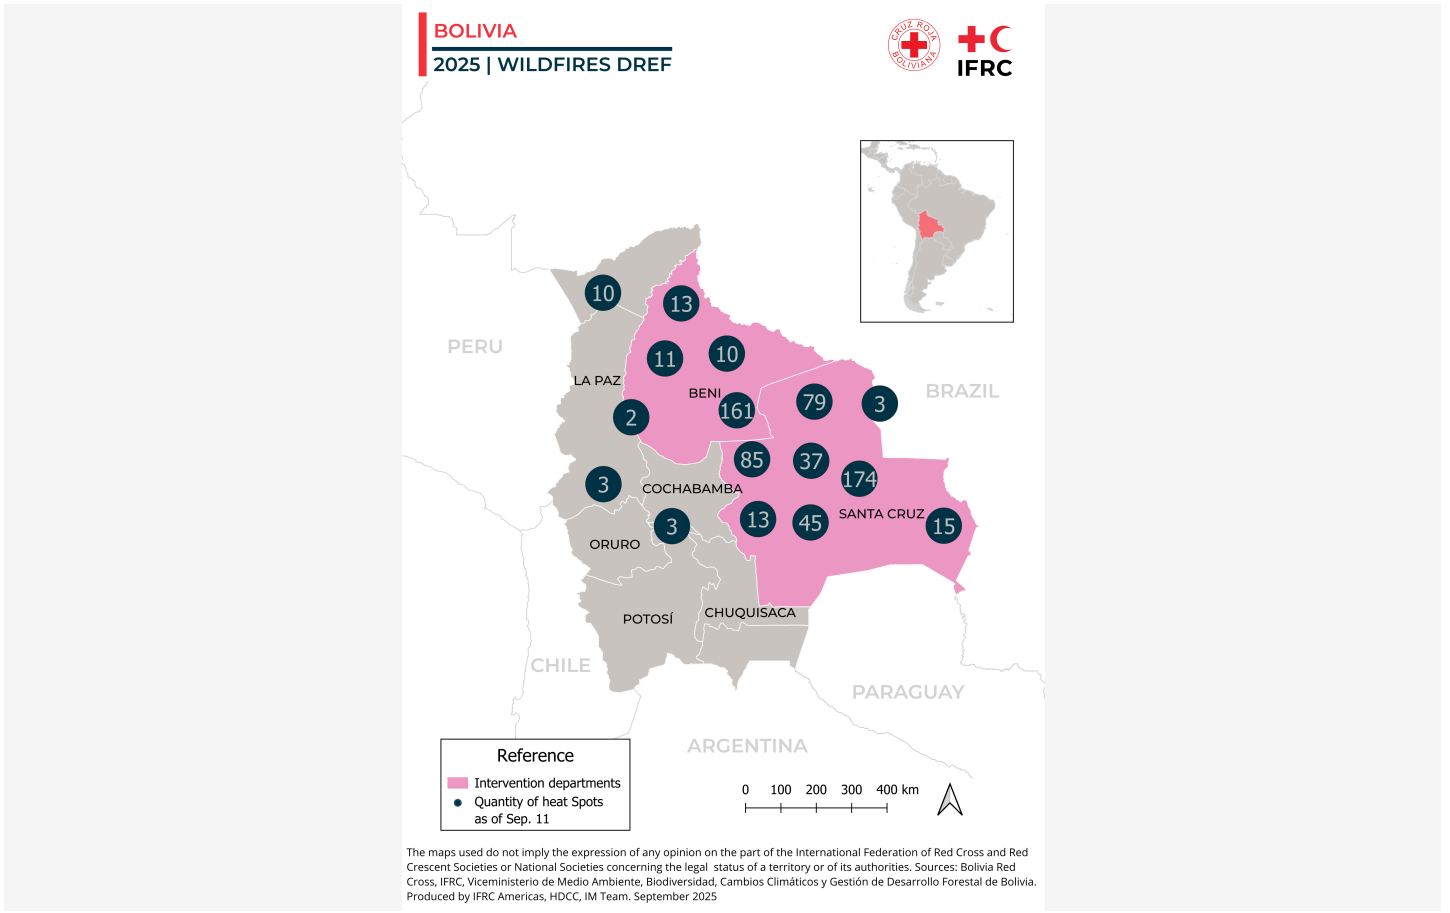 BOLIVIA
2025 | WILDFIRES DREF
CRUZ ROJA
BOLIVIANA
IFRC
10
13
PERU
11
10
LA PAZ
BENI
BRAZIL
79
3
161
2
85
37
174
3
COCHABAMBA
13
45
SANTA CRUZ
15
3
ORURO
POTOSÍ
CHUQUISACA
CHILE
PARAGUAY
ARGENTINA
Reference
Intervention departments
Quantity of heat Spots
as of Sep. 11
0 100 200 300 400 km
The maps used do not imply the expression of any opinion on the part of the International Federation of Red Cross and Red
Crescent Societies or National Societies concerning the legal status of a territory or of its authorities. Sources: Bolivia Red
Cross, IFRC, Viceministerio de Medio Ambiente, Biodiversidad, Cambios Climáticos y Gestión de Desarrollo Forestal de Bolivia.
Produced by IFRC Americas, HDCC, IM Team. September 2025